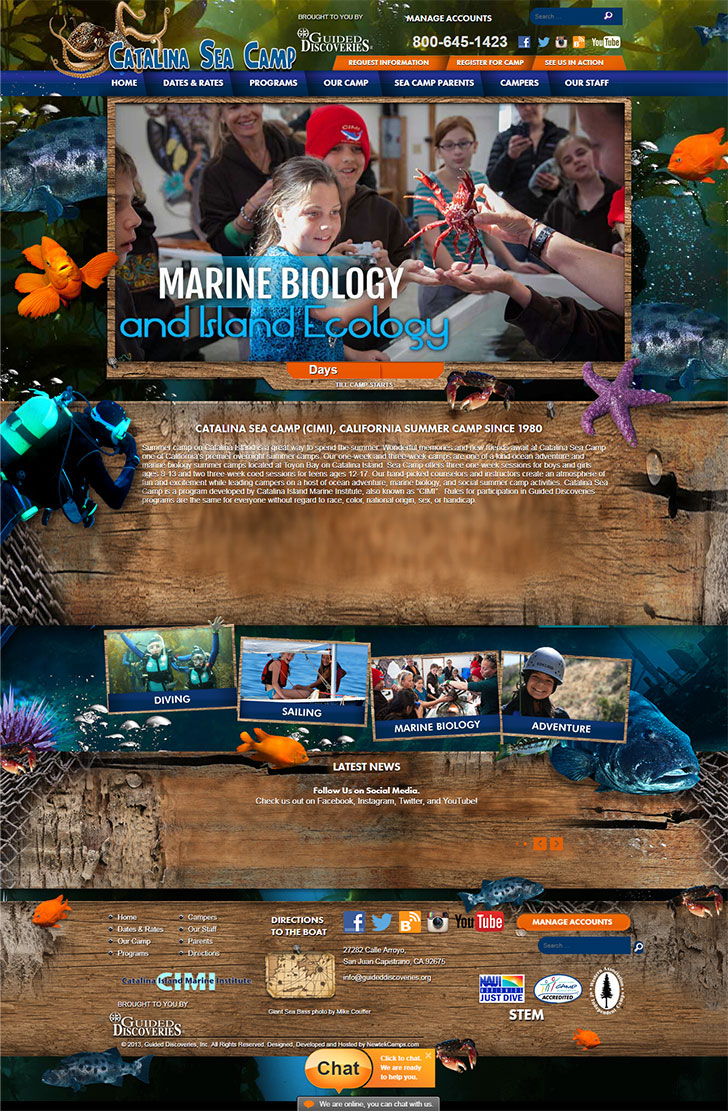 BROUGHT TO YOU BY
MANAGE ACCOUNTS
Search ...
CATALINA SEA CAMP
GUIDED DISCOVERIES
800-645-1423
You Tube
REQUEST INFORMATION
REGISTER FOR CAMP
SEE US IN ACTION
HOME
DATES & RATES
PROGRAMS
OUR CAMP
SEA CAMP PARENTS
CAMPERS
OUR STAFF
CIMI
MARINE BIOLOGY
and Island Ecology
Days
TILL CAMP STARTS
CATALINA SEA CAMP (CIMI), CALIFORNIA SUMMER CAMP SINCE 1980
Summer camp on Catalina Island is a great way to spend the summer. Wonderful memories and new friends await at Catalina Sea Camp
one of California's premier overnight summer camps. Our one-week and three-week camps are one of a kind ocean adventure and
marine biology summer camps located at Toyon Bay on Catalina Island. Sea Camp offers three one week sessions for boys and girls
ages 8-13 and two three-week coed sessions for teens ages 12-17. Our hand-picked counselors and instructors create an atmosphere of
fun and excitement while leading campers on a host of ocean adventure, marine biology, and social summer camp activities. Catalina Sea
Camp is a program developed by Catalina Island Marine Institute, also known as "CIMI". Rules for participation in Guided Discoveries
programs are the same for everyone without regard to race, color, national origin, sex, or handicap.
DIVING
SAILING
MARINE BIOLOGY
ADVENTURE
LATEST NEWS
Follow Us on Social Media.
Check us out on Facebook, Instagram, Twitter, and YouTube!
Home
Dates & Rates
Our Camp
Programs
Campers
Our Staff
Parents
Directions
DIRECTIONS
TO THE BOAT
You Tube
MANAGE ACCOUNTS
Search ...
27282 Calle Arroyo,
San Juan Capistrano, CA 92675
info@guideddiscoveries.org
CIMI
Catalina Island Marine Institute
Giant Sea Bass photo by Mike Couffer
BROUGHT TO YOU BY
GUIDED DISCOVERIES
NAUI
WORLDWIDE
JUST DIVE
camp
ACCREDITED
STEM
© 2013, Guided Discoveries, Inc. All Rights Reserved. Designed, Developed and Hosted by NewtekCamps.com
Chat
Click to chat.
We are ready
to help you.
We are online, you can chat with us.